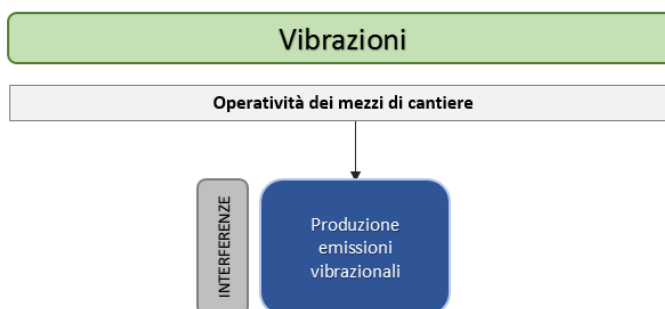 Vibrazioni
Operatività dei mezzi di cantiere
INTERFERENZE
Produzione
emissioni
vibrazionali